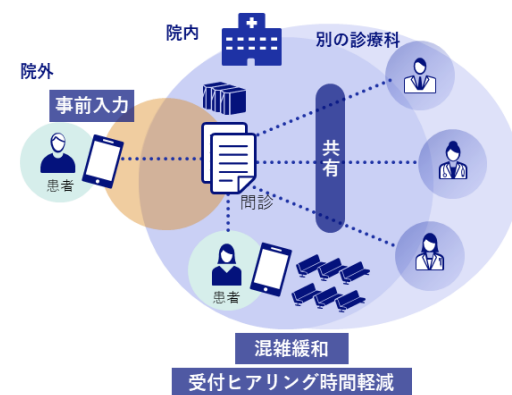 院内
別の診療科
院外
事前入力
共有
患者
問診
患者
混雑緩和
受付ヒアリング時間軽減